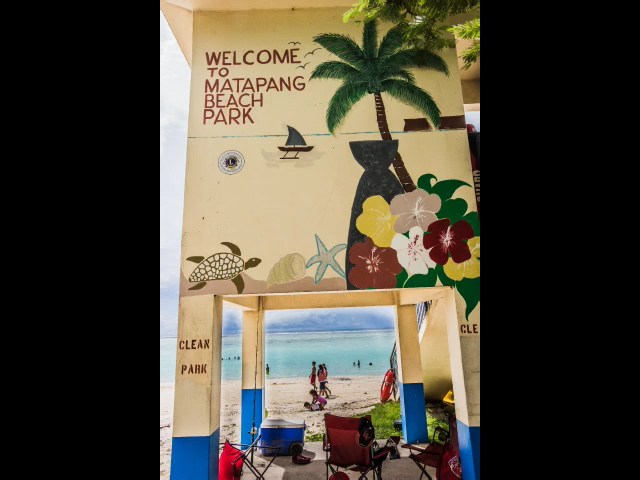 WELCOME
TO
MATAPANG
BEACH
PARK
CLEAN
PARK
CLE